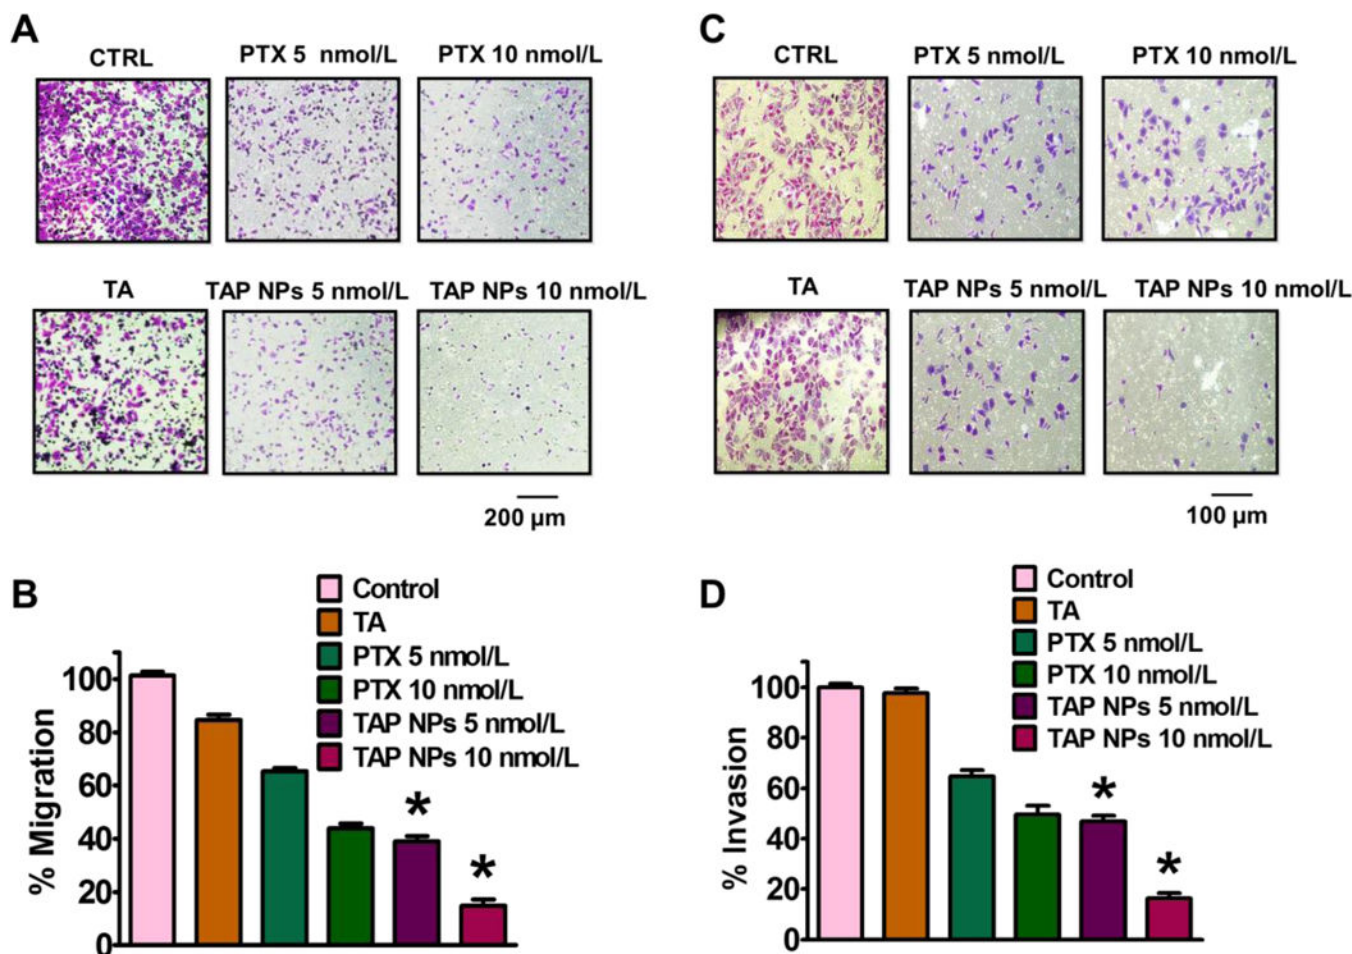 A
CTRL
PTX 5 nmol/L
PTX 10 nmol/L
TA
TAP NPs 5 nmol/L
TAP NPs 10 nmol/L
200 µm
C
CTRL
PTX 5 nmol/L
PTX 10 nmol/L
TA
TAP NPs 5 nmol/L
TAP NPs 10 nmol/L
100 µm
B
Control
TA
PTX 5 nmol/L
PTX 10 nmol/L
TAP NPs 5 nmol/L
TAP NPs 10 nmol/L
% Migration
100
80
60
40
20
0
*
*
D
Control
TA
PTX 5 nmol/L
PTX 10 nmol/L
TAP NPs 5 nmol/L
TAP NPs 10 nmol/L
% Invasion
100
80
60
40
20
0
*
*